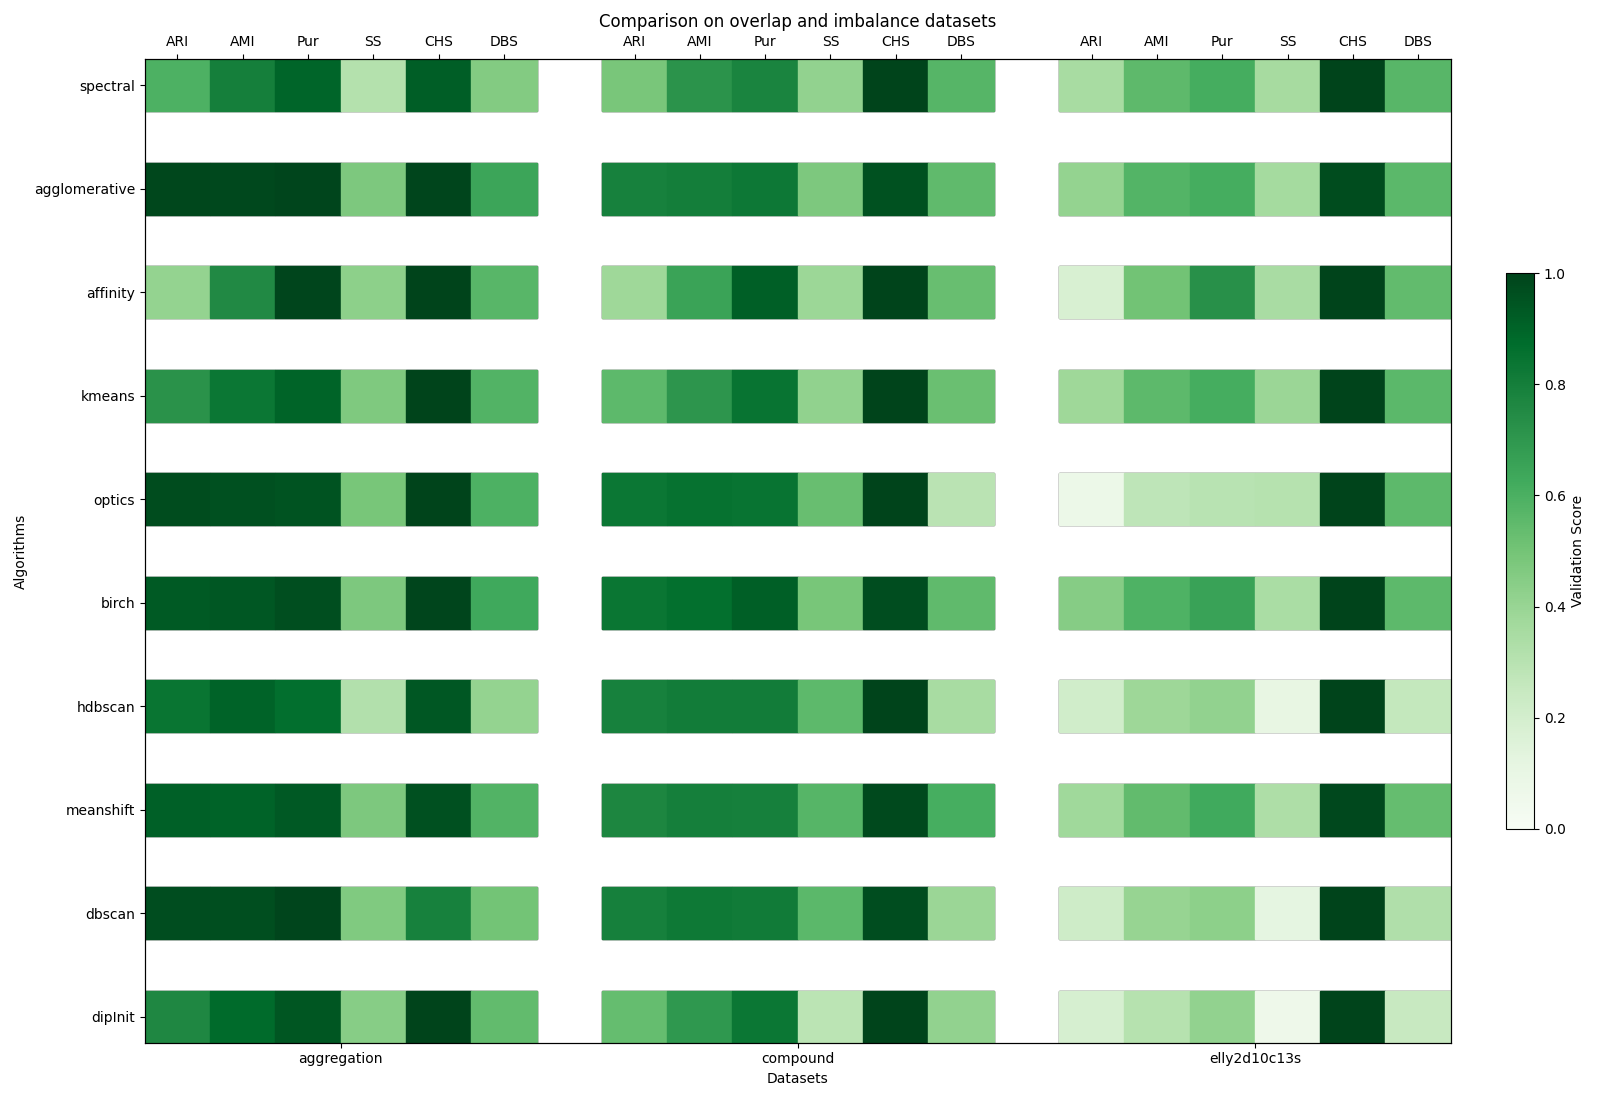 Comparison on overlap and imbalance datasets
ARI AMI Pur SS CHS DBS ARI AMI Pur SS CHS DBS ARI AMI Pur SS CHS DBS
spectral
agglomerative
affinity
kmeans
optics
birch
hdbscan
meanshift
dbscan
dipInit
Algorithms
aggregation compound elly2d10c13s
Datasets
1.0
0.8
0.6
0.4
0.2
0.0
Validation Score